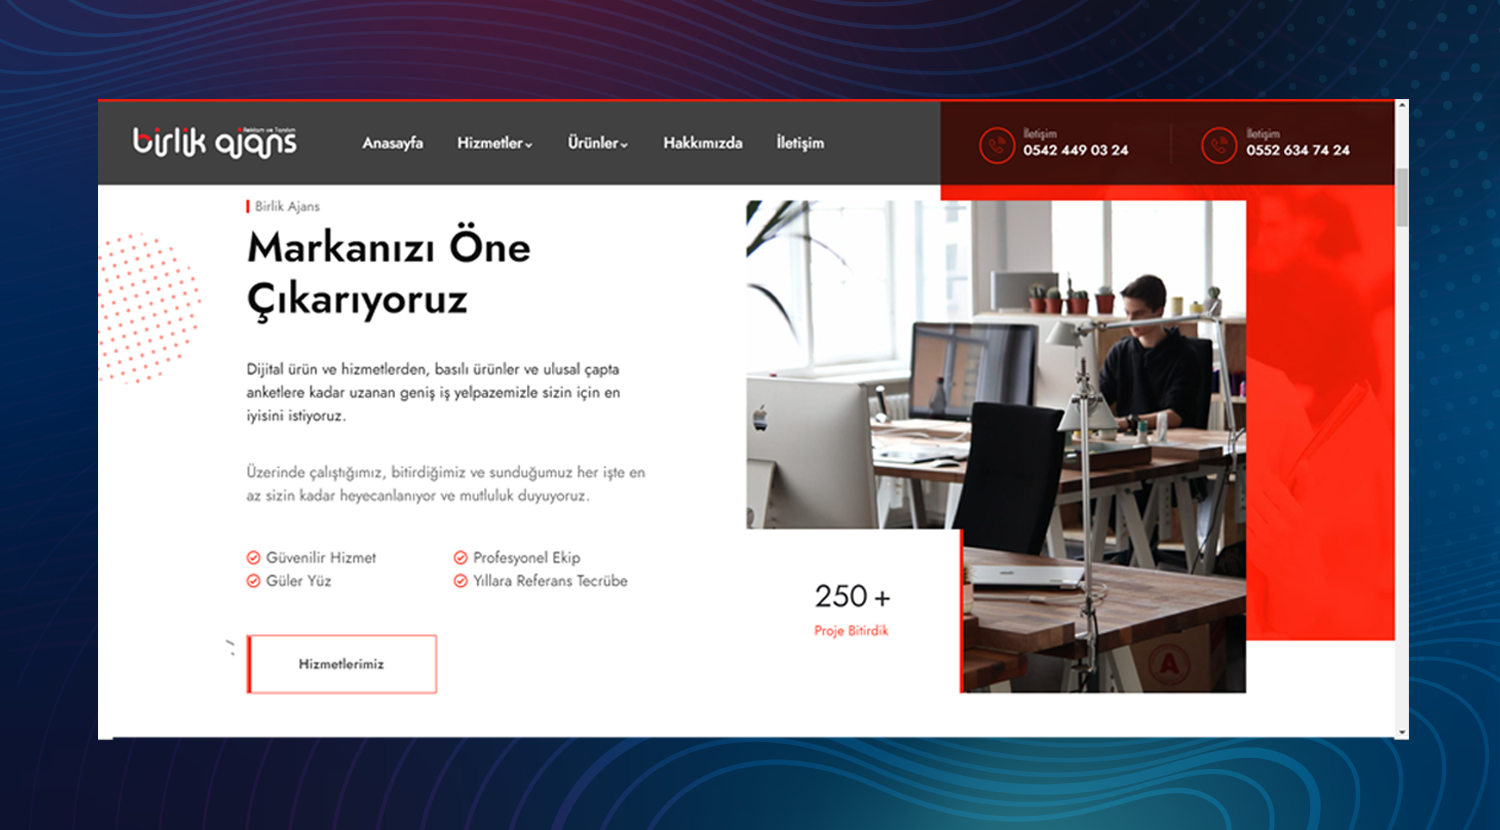 birlik ajans
Reklam ve Tanıtım
Anasayfa
Hizmetler
Ürünler
Hakkımızda
İletişim
İletişim
0542 449 03 24
İletişim
0552 634 74 24
Birlik Ajans
Markanızı Öne
Çıkarıyoruz
Dijital ürün ve hizmetlerden, basılı ürünler ve ulusal çapta
anketlere kadar uzanan geniş iş yelpazemizle sizin için en
iyisini istiyoruz.
Üzerinde çalıştığımız, bitirdiğimiz ve sunduğumuz her işte en
az sizin kadar heyecanlanıyor ve mutluluk duyuyoruz.
Güvenilir Hizmet
Profesyonel Ekip
Güler Yüz
Yıllara Referans Tecrübe
Hizmetlerimiz
250 +
Proje Bitirdik
A